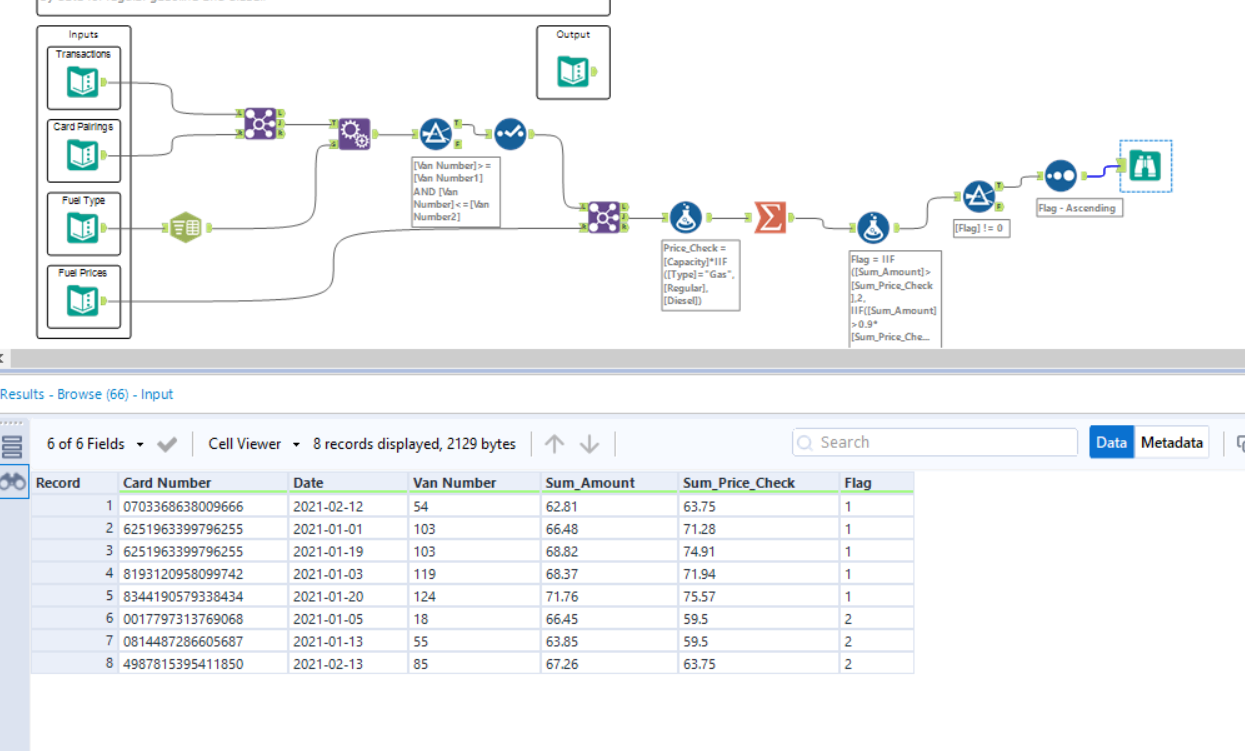 Inputs
Output
Transactions
Card Pairings
Fuel Type
Fuel Prices
[Van Number]>=
[Van Number1]
AND [Van
Number]<=[Van
Number2]
Price_Check =
[Capacity]*IIF
([Type]="Gas",
[Regular],
[Diesel])
Flag = IIF
([Sum_Amount]>
[Sum_Price_Check
],2,
IIF([Sum_Amount]
>0.9*
[Sum_Price_Che...
[Flag] != 0
Flag - Ascending
Results - Browse (66) - Input
6 of 6 Fields
Cell Viewer
8 records displayed, 2129 bytes
Search
Data
Metadata
Record Card Number Date Van Number Sum_Amount Sum_Price_Check Flag
1 0703368638009666 2021-02-12 54 62.81 63.75 1
2 6251963399796255 2021-01-01 103 66.48 71.28 1
3 6251963399796255 2021-01-19 103 68.82 74.91 1
4 8193120958099742 2021-01-03 119 68.37 71.94 1
5 8344190579338434 2021-01-20 124 71.76 75.57 1
6 0017797313769068 2021-01-05 18 66.45 59.5 2
7 0814487286605687 2021-01-13 55 63.85 59.5 2
8 4987815395411850 2021-02-13 85 67.26 63.75 2